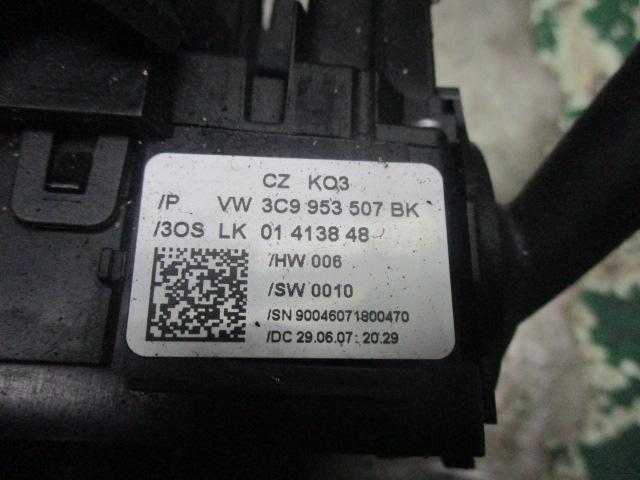 CZ KO3
/P VW 3C9 953 507 BK
/3OS LK 01 4138 48
/HW 006
/SW 0010
/SN 90046071800470
/DC 29.06.07: 20.29